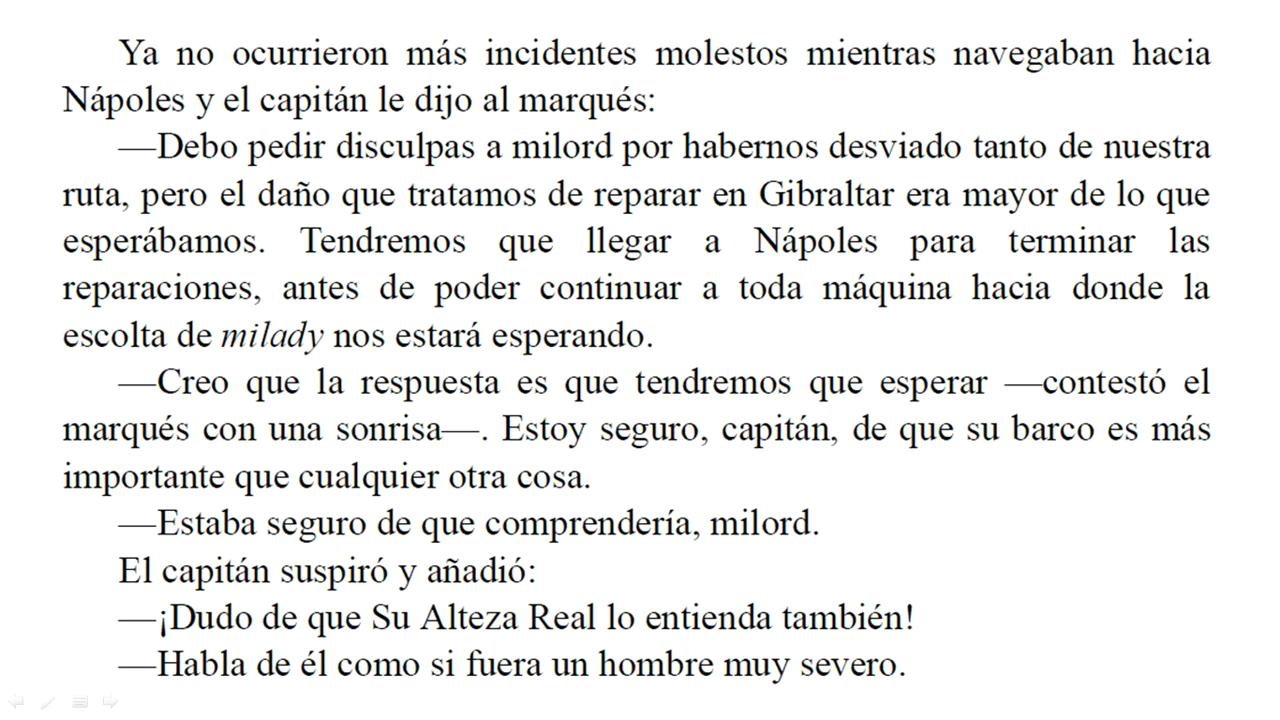 Ya no ocurrieron más incidentes molestos mientras navegaban hacia
Nápoles y el capitán le dijo al marqués:
—Debo pedir disculpas a milord por habernos desviado tanto de nuestra
ruta, pero el daño que tratamos de reparar en Gibraltar era mayor de lo que
esperábamos. Tendremos que llegar a Nápoles para terminar las
reparaciones, antes de poder continuar a toda máquina hacia donde la
escolta de milady nos estará esperando.
—Creo que la respuesta es que tendremos que esperar —contestó el
marqués con una sonrisa—. Estoy seguro, capitán, de que su barco es más
importante que cualquier otra cosa.
—Estaba seguro de que comprendería, milord.
El capitán suspiró y añadió:
—¡Dudo de que Su Alteza Real lo entienda también!
—Habla de él como si fuera un hombre muy severo.